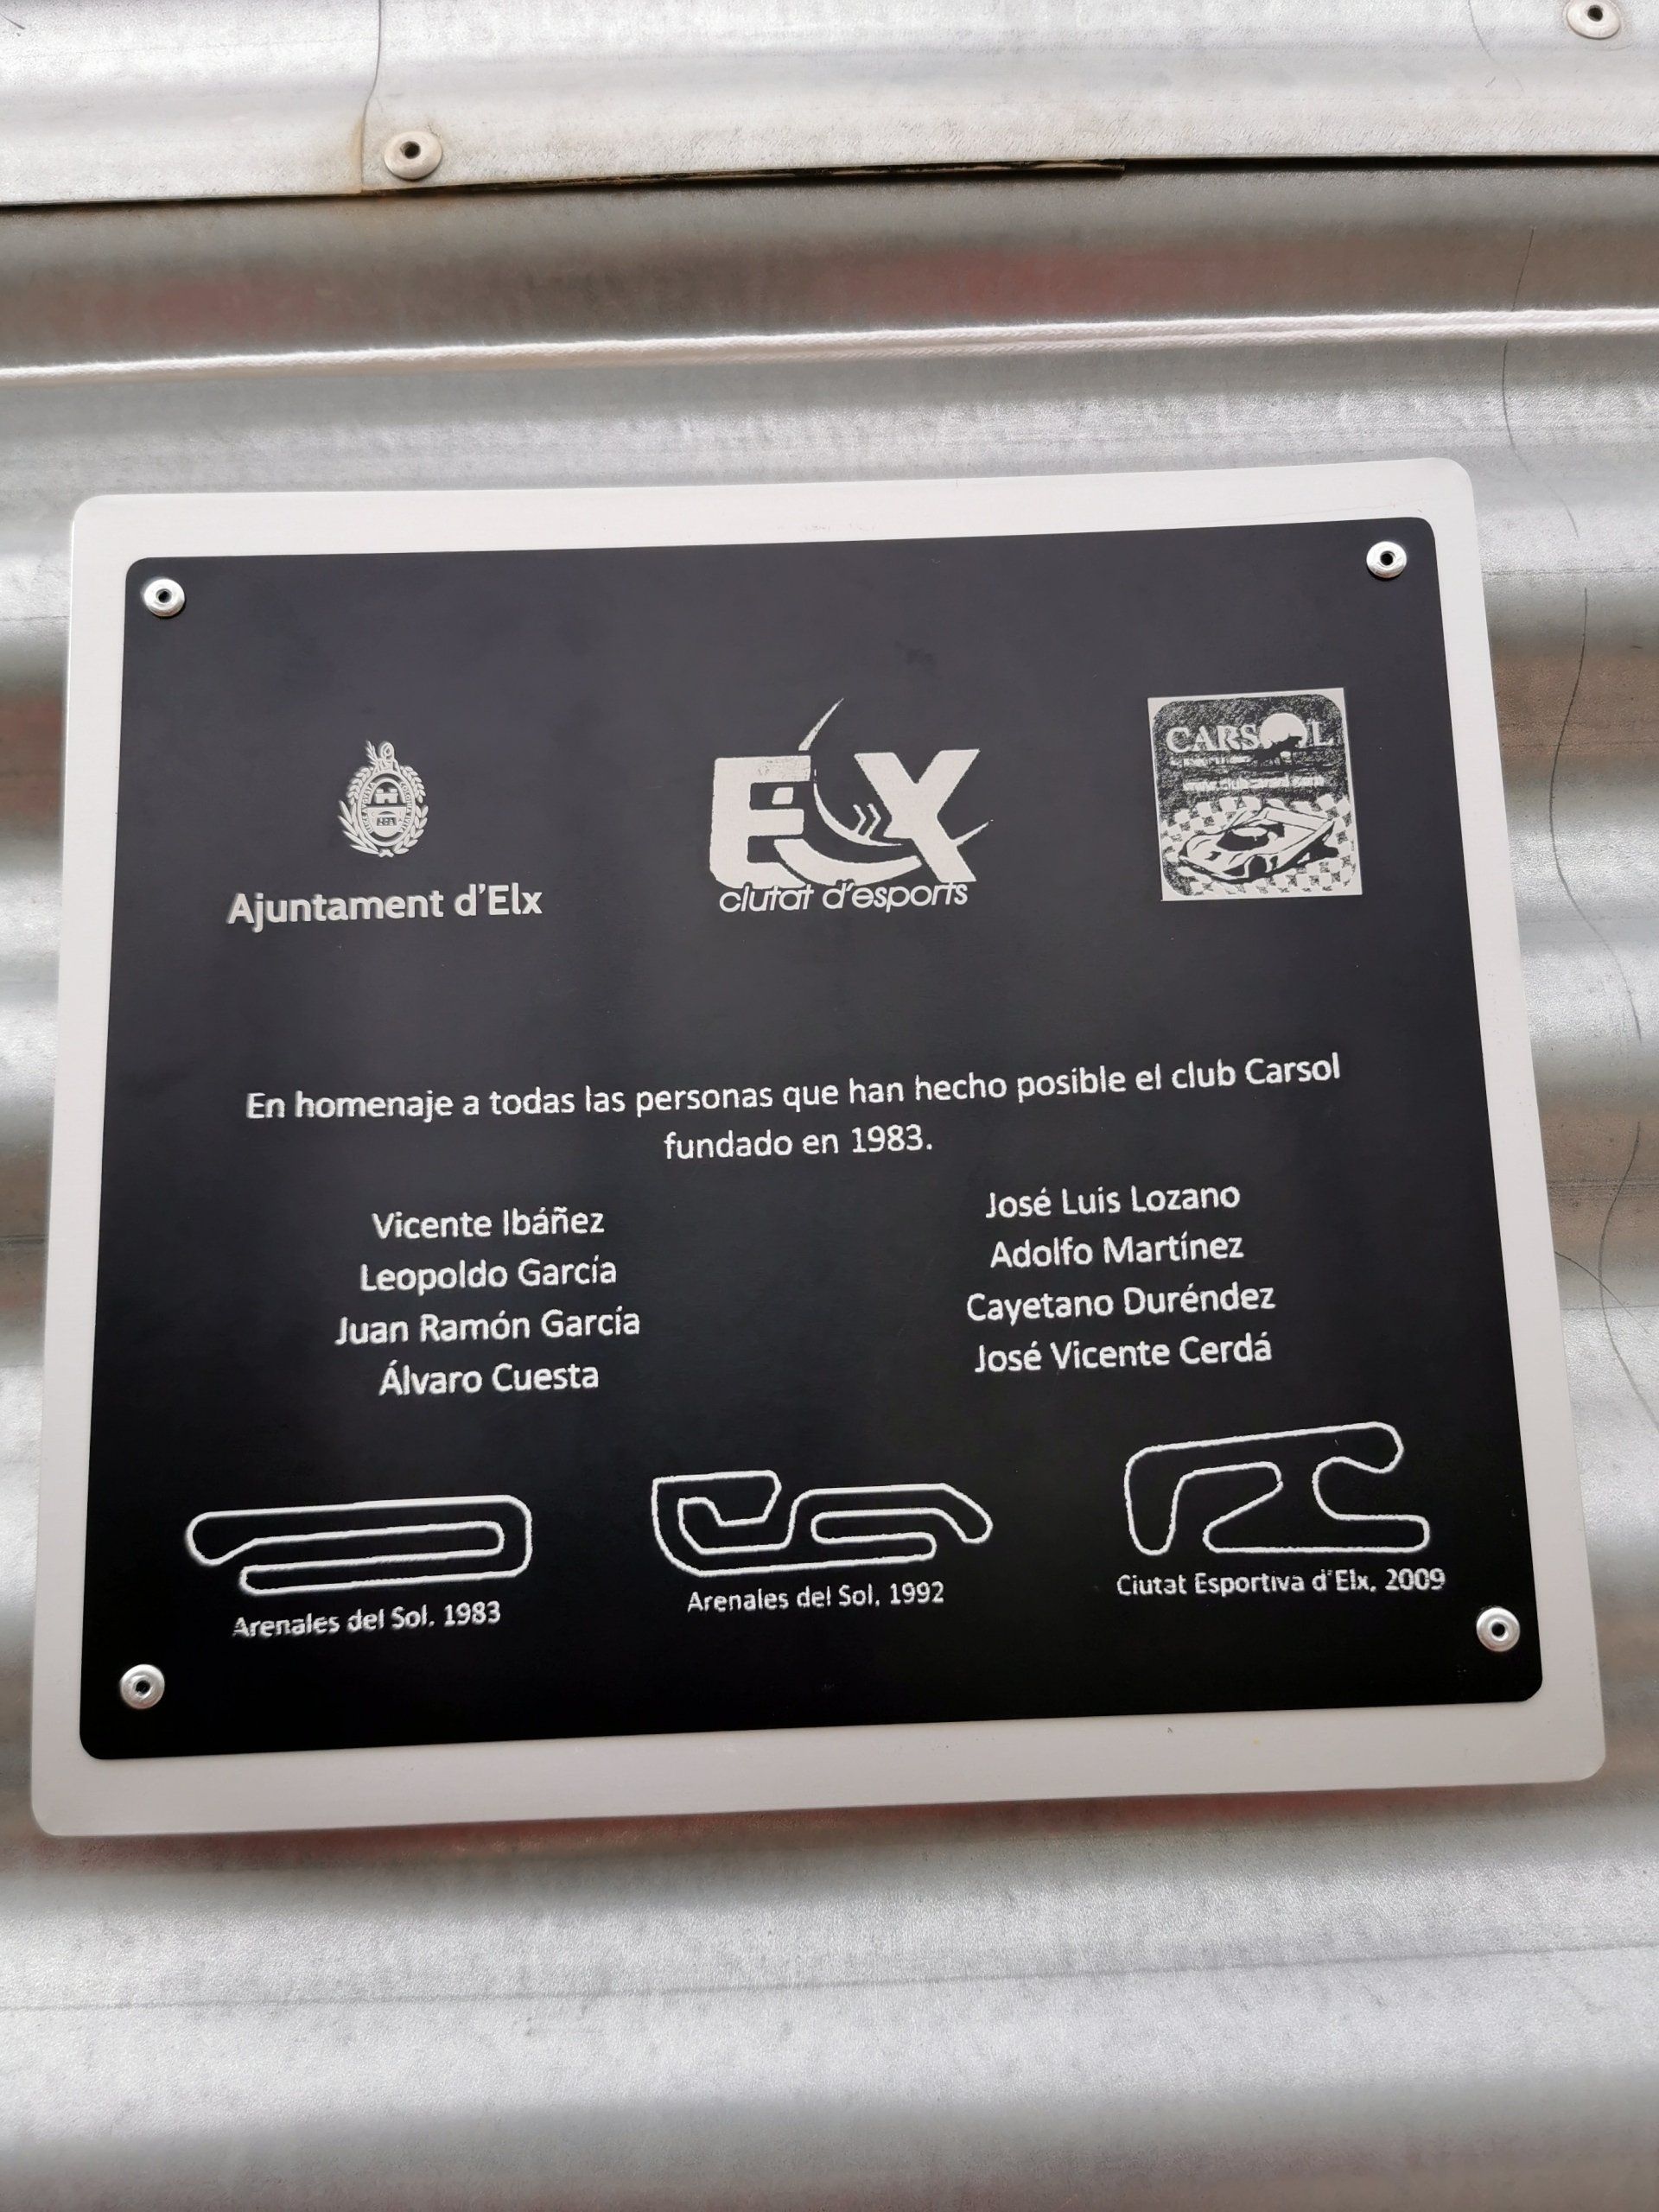 Ajuntament d'Elx
ELX
ciutat d'esports
CARSOL
En homenaje a todas las personas que han hecho posible el club Carsol
fundado en 1983.
Vicente Ibáñez
Leopoldo García
Juan Ramón García
Álvaro Cuesta
José Luis Lozano
Adolfo Martínez
Cayetano Duréndez
José Vicente Cerdá
Arenales del Sol, 1983
Arenales del Sol, 1992
Ciutat Esportiva d'Elx, 2009